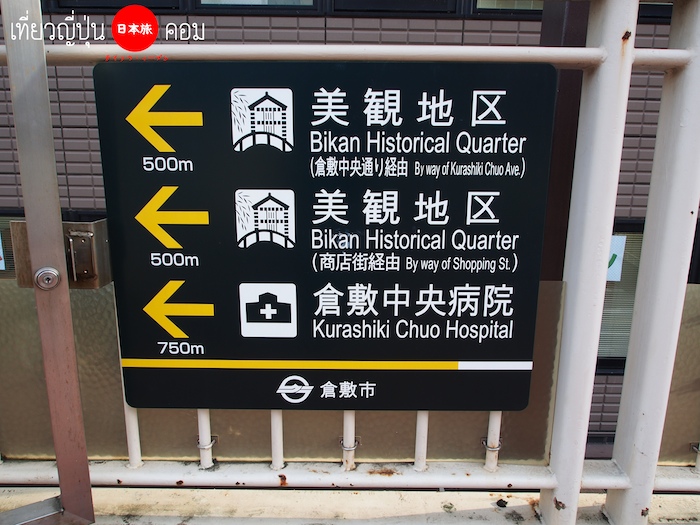 เที่ยวญี่ปุ่น 日本旅 คอม
500m
美観地区
Bikan Historical Quarter
(倉敷中央通り経由 By way of Kurashiki Chuo Ave.)
500m
美観地区
Bikan Historical Quarter
(商店街経由 By way of Shopping St.)
750m
倉敷中央病院
Kurashiki Chuo Hospital
倉敷市